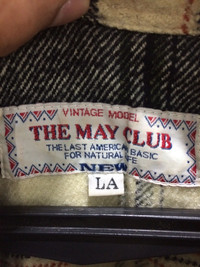 VINTAGE MODEL
THE MAY CLUB
THE LAST AMERICAN BASIC
FOR NATURAL LIFE
NEW
LA